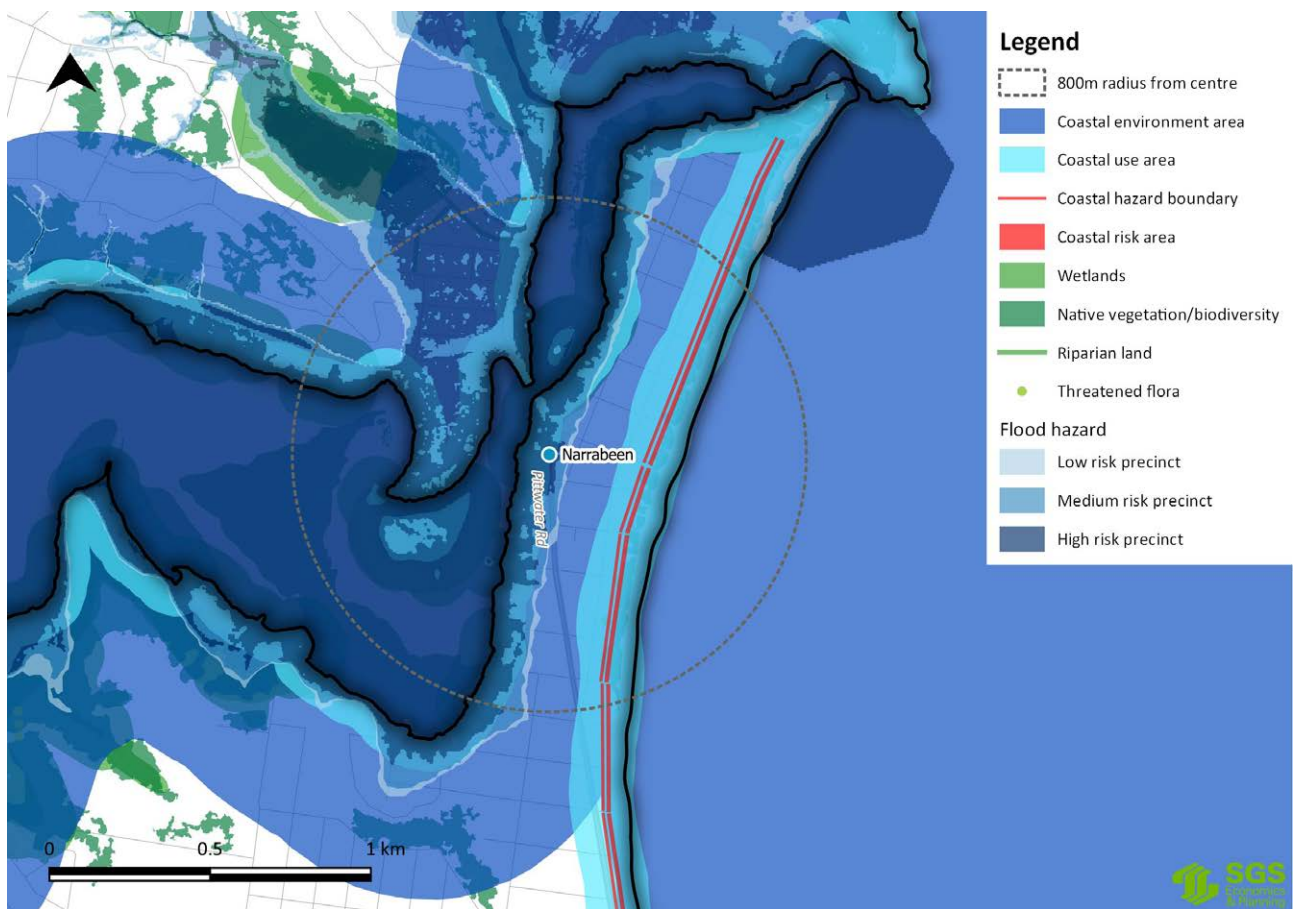 Legend
800m radius from centre
Coastal environment area
Coastal use area
Coastal hazard boundary
Coastal risk area
Wetlands
Native vegetation/biodiversity
Riparian land
Threatened flora
Flood hazard
Low risk precinct
Medium risk precinct
High risk precinct
Narrabeen
Pittwater Rd
0 0.5 1 km
SGS
Economics
& Planning